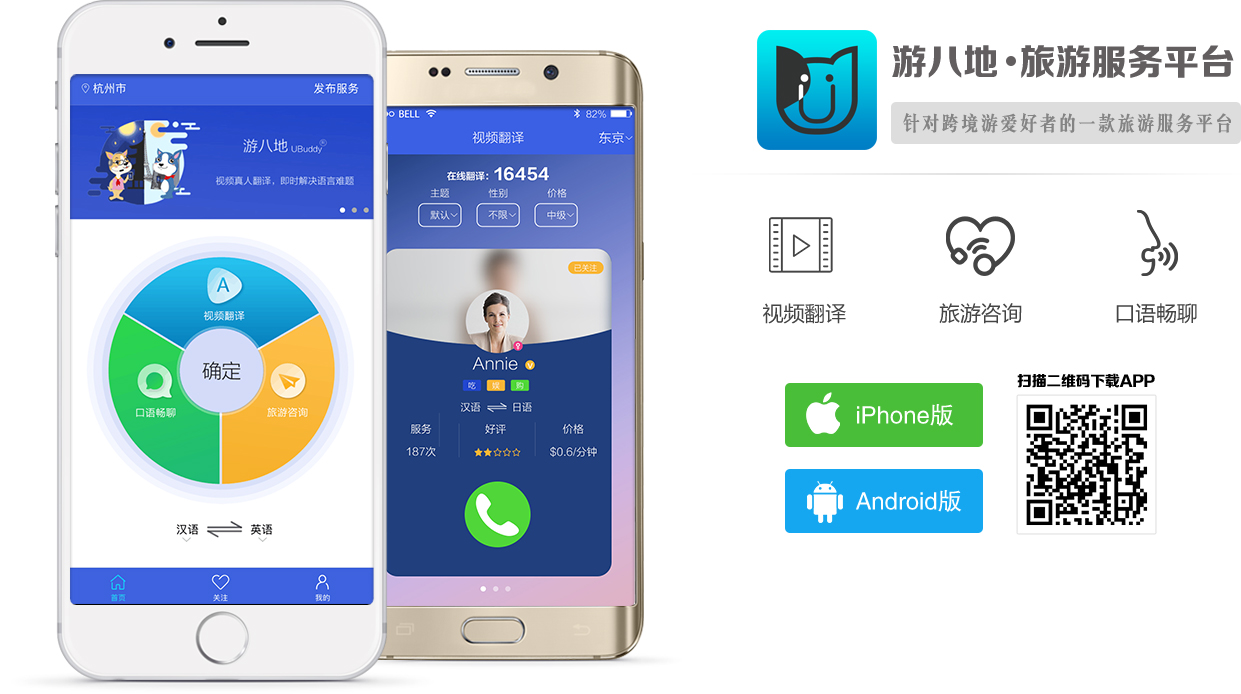 杭州市
发布服务
游八地 UBuddy®
视频真人翻译，即时解决语言难题
A
视频翻译
确定
口语畅聊
旅游咨询
汉语
英语
首页
关注
我的
BELL
82%
视频翻译
东京
在线翻译：16454
主题
性别
价格
默认
不限
中级
已关注
Annie V
吃
购
汉语
日语
服务
好评
价格
187次
$0.6/分钟
游八地·旅游服务平台
针对跨境游爱好者的一款旅游服务平台
视频翻译
旅游咨询
口语畅聊
iPhone版
Android版
扫描二维码下载APP